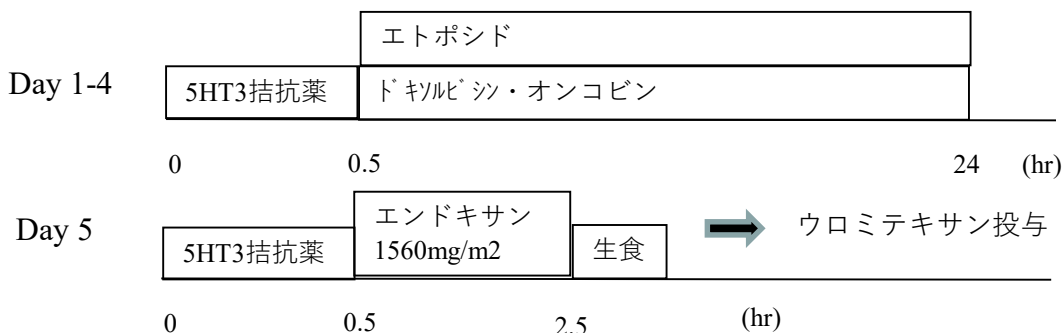 エトポシド
Day 1-4
5HT3拮抗薬
ﾄﾞｷｿﾙﾋﾞｼﾝ・オンコビン
0 0.5 24 (hr)
エンドキサン
1560mg/m2
Day 5
5HT3拮抗薬
生食
ウロミテキサン投与
0 0.5 2.5 (hr)